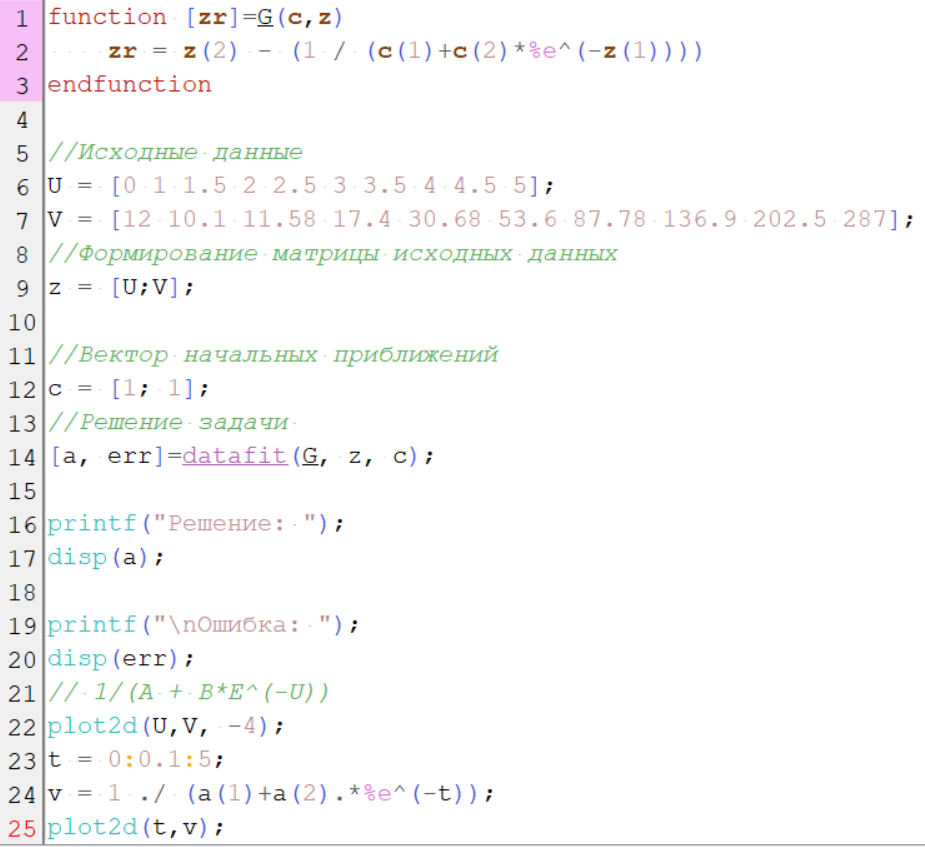 1 function [zr]=G(c,z)
2     zr = z(2) - (1 / (c(1)+c(2)*%e^(-z(1))))
3 endfunction
4
5 //Исходные данные
6 U = [0 1 1.5 2 2.5 3 3.5 4 4.5 5];
7 V = [12 10.1 11.58 17.4 30.68 53.6 87.78 136.9 202.5 287];
8 //Формирование матрицы исходных данных
9 z = [U;V];
10
11 //Вектор начальных приближений
12 c = [1; 1];
13 //Решение задачи
14 [a, err]=datafit(G, z, c);
15
16 printf("Решение: ");
17 disp(a);
18
19 printf("\nОшибка: ");
20 disp(err);
21 // 1/(A + B*E^(-U))
22 plot2d(U,V, -4);
23 t = 0:0.1:5;
24 v = 1 ./ (a(1)+a(2).*%e^(-t));
25 plot2d(t,v);